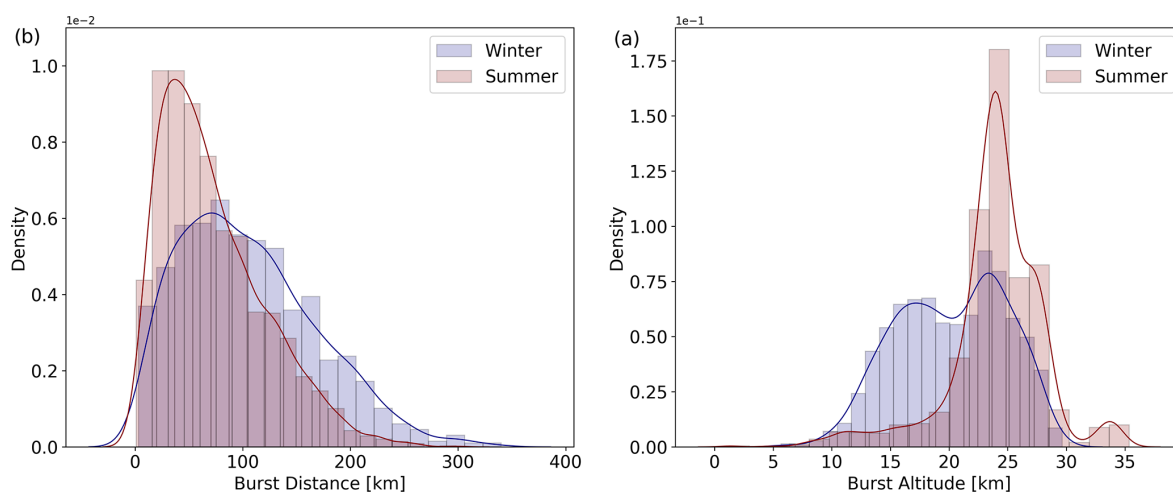 (b)
1e−2
Winter
Summer
1.0
0.8
0.6
0.4
0.2
0.0
Density
0
100
200
300
400
Burst Distance [km]
(a)
1e−1
Winter
Summer
1.75
1.50
1.25
1.00
0.75
0.50
0.25
0.00
Density
0
5
10
15
20
25
30
35
Burst Altitude [km]